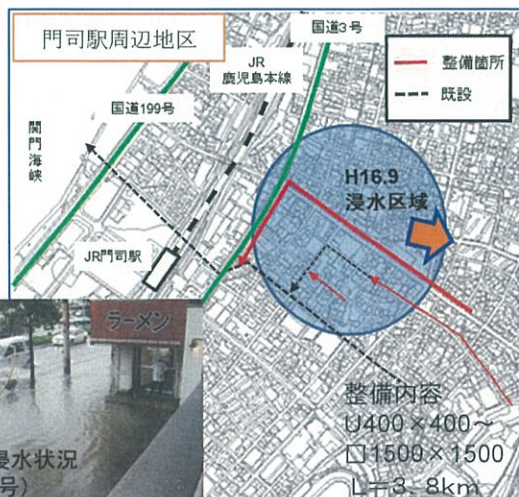 門司駅周辺地区
国道3号
JR
鹿児島本線
整備箇所
既設
国道199号
関門海峡
H16.9
浸水区域
JR門司駅
ラーメン
浸水状況
号)
整備内容
U400×400~
□1500×1500
L=3.8km